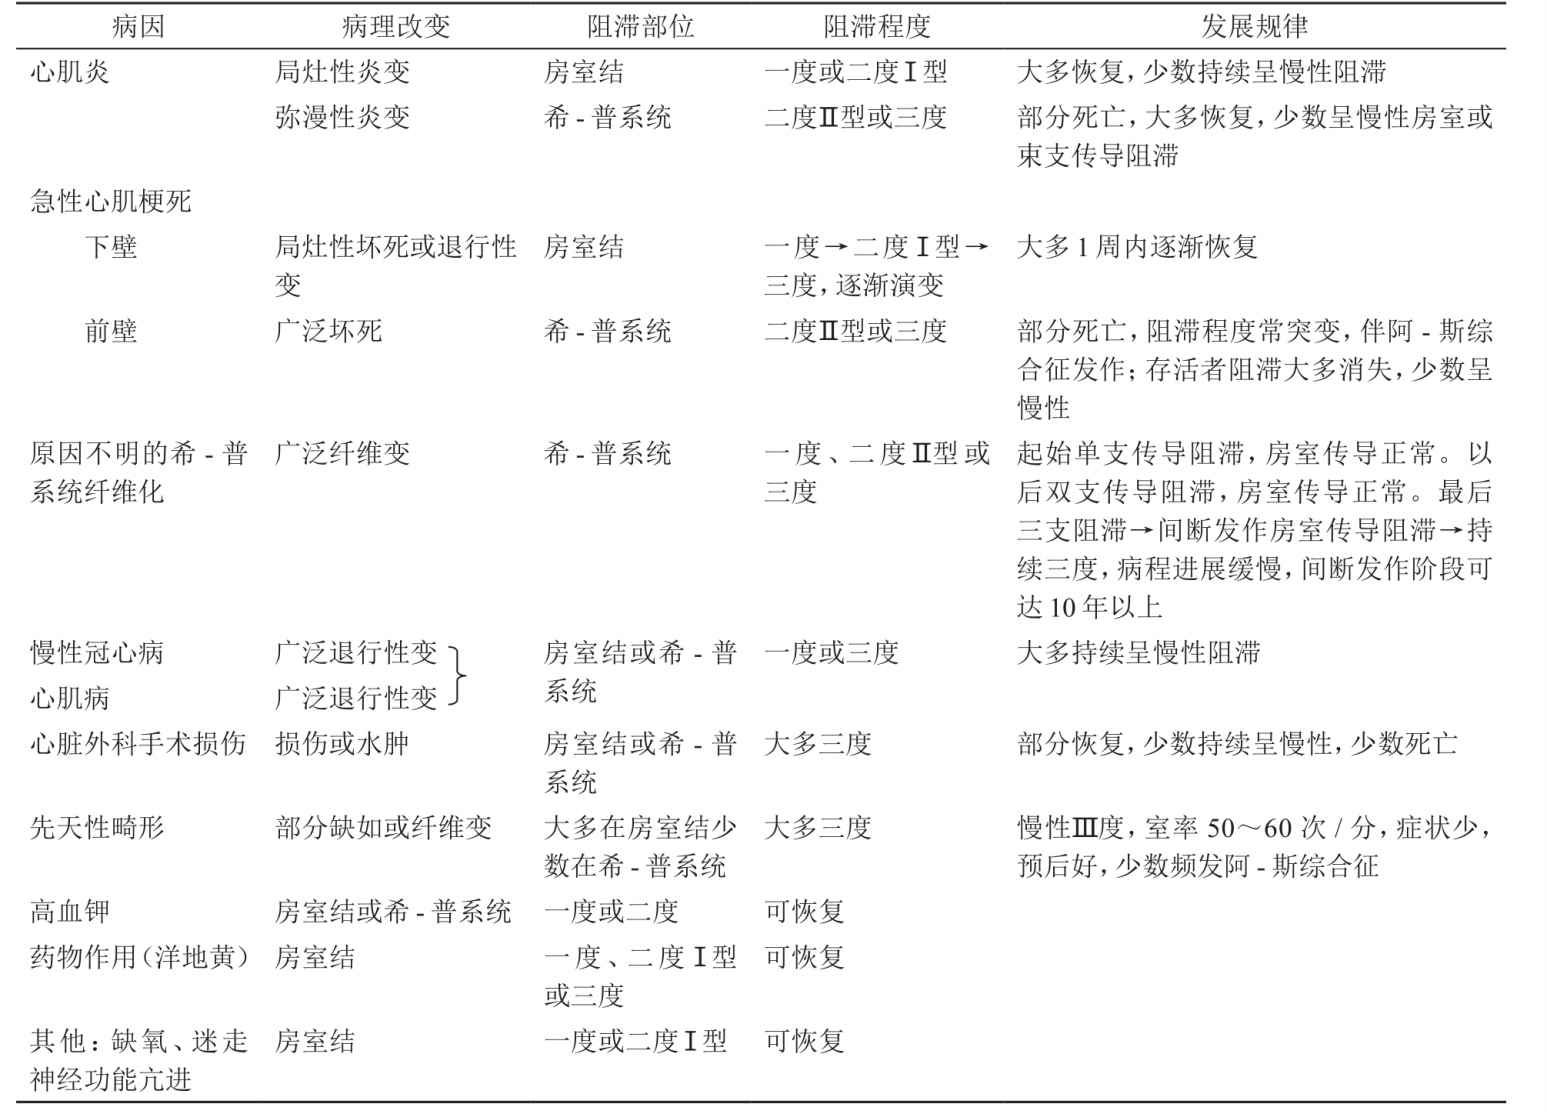 病因 病理改变 阻滞部位 阻滞程度 发展规律
心肌炎 局灶性炎变 房室结 一度或二度Ⅰ型 大多恢复，少数持续呈慢性阻滞
弥漫性炎变 希-普系统 二度Ⅱ型或三度 部分死亡，大多恢复，少数呈慢性房室或
束支传导阻滞
急性心肌梗死
下壁 局灶性坏死或退行性 房室结 一度→二度Ⅰ型→ 大多1周内逐渐恢复
变 三度，逐渐演变
前壁 广泛坏死 希-普系统 二度Ⅱ型或三度 部分死亡，阻滞程度常突变，伴阿-斯综
合征发作；存活者阻滞大多消失，少数呈
慢性
原因不明的希-普 广泛纤维变 希-普系统 一度、二度Ⅱ型或 起始单支传导阻滞，房室传导正常。以
系统纤维化 三度 后双支传导阻滞，房室传导正常。最后
三支阻滞→间断发作房室传导阻滞→持
续三度，病程进展缓慢，间断发作阶段可
达10年以上
慢性冠心病 广泛退行性变 房室结或希-普 一度或三度 大多持续呈慢性阻滞
心肌病 广泛退行性变 系统
心脏外科手术损伤 损伤或水肿 房室结或希-普 大多三度 部分恢复，少数持续呈慢性，少数死亡
系统
先天性畸形 部分缺如或纤维变 大多在房室结少 大多三度 慢性Ⅲ度，室率50～60次/分，症状少，
数在希-普系统 预后好，少数频发阿-斯综合征
高血钾 房室结或希-普系统 一度或二度 可恢复
药物作用（洋地黄） 房室结 一度、二度Ⅰ型 可恢复
或三度
其他：缺氧、迷走 房室结 一度或二度Ⅰ型 可恢复
神经功能亢进